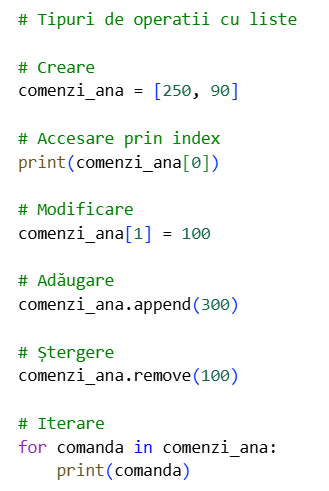 # Tipuri de operatii cu liste
# Creare
comenzi_ana = [250, 90]
# Accesare prin index
print(comenzi_ana[0])
# Modificare
comenzi_ana[1] = 100
# Adăugare
comenzi_ana.append(300)
# Ștergere
comenzi_ana.remove(100)
# Iterare
for comanda in comenzi_ana:
    print(comanda)